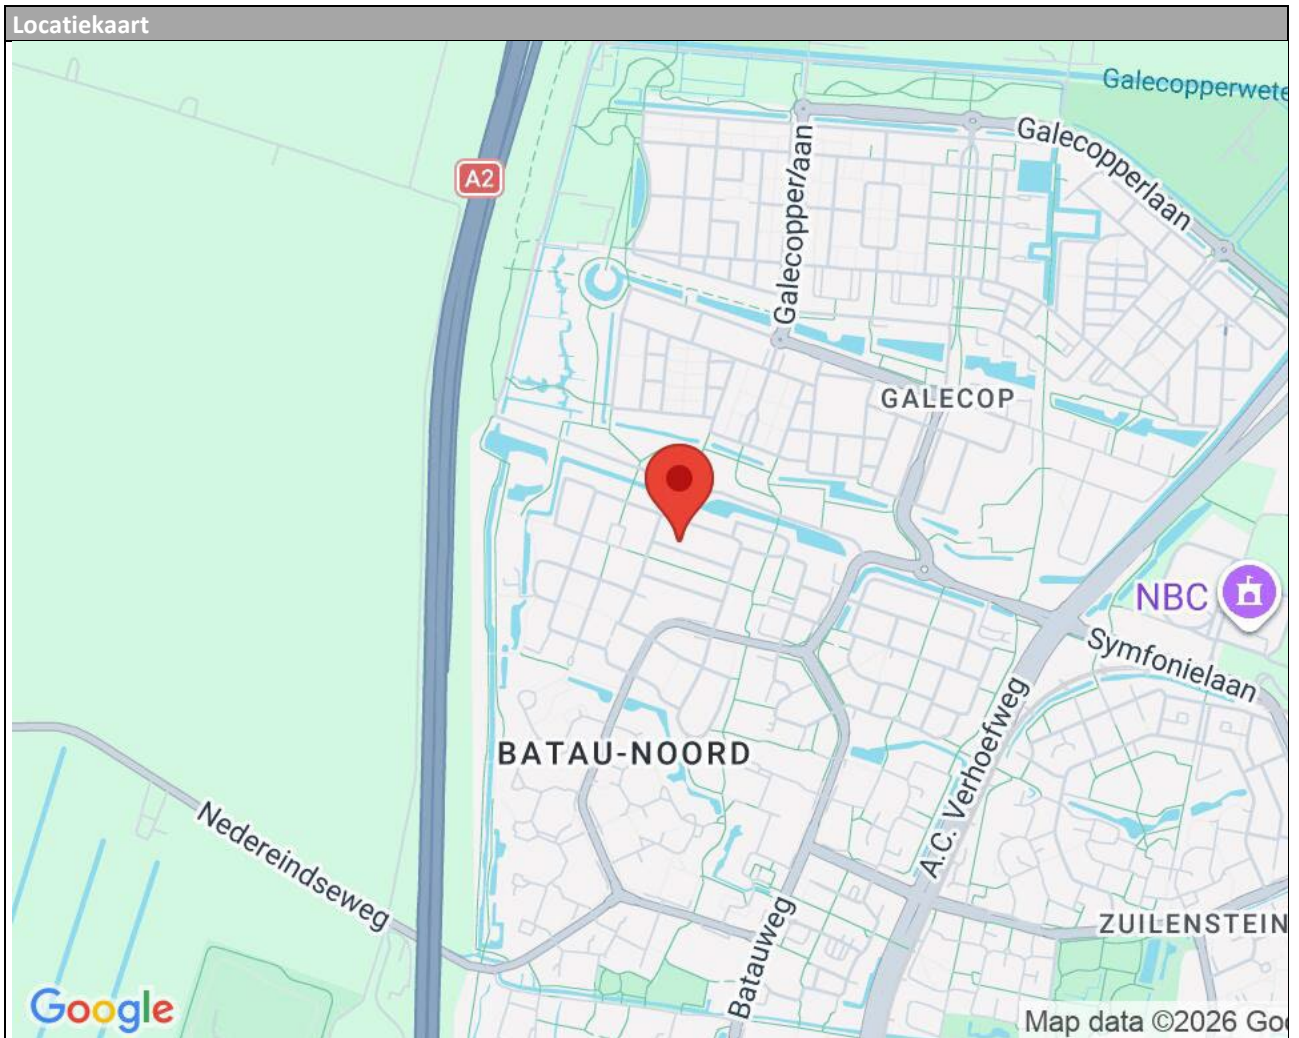 Locatiekaart
Galecopperwete
Galecopperlaan
A2
Galecopperlaan
GALECOP
NBC
Symfonielaan
A.C. Verhoefweg
BATAU-NOORD
Nedereindseweg
ZUILENSTEIN
Batauweg
Google
Map data ©2026 Goo